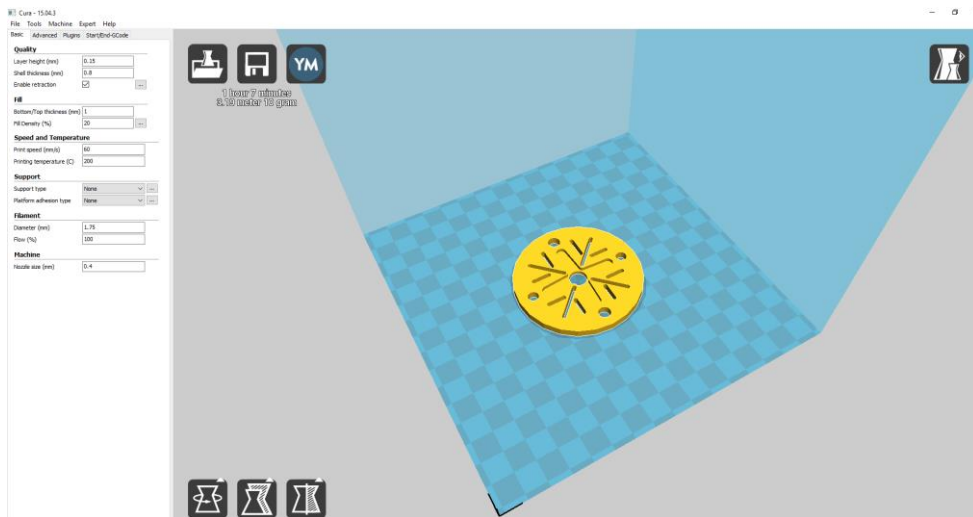 Cura - 15.04.3
File Tools Machine Expert Help
Basic Advanced Plugins Start/End-GCode
Quality
Layer height (mm) 0.15
Shell thickness (mm) 0.8
Enable retraction ...
Fill
Bottom/Top thickness (mm) 1
Fill Density (%) 20 ...
Speed and Temperature
Print speed (mm/s) 60
Printing temperature (C) 200
Support
Support type None ...
Platform adhesion type None ...
Filament
Diameter (mm) 1.75
Flow (%) 100
Machine
Nozzle size (mm) 0.4
YM
1 hour 7 minutes
3.19 meter 10 gram